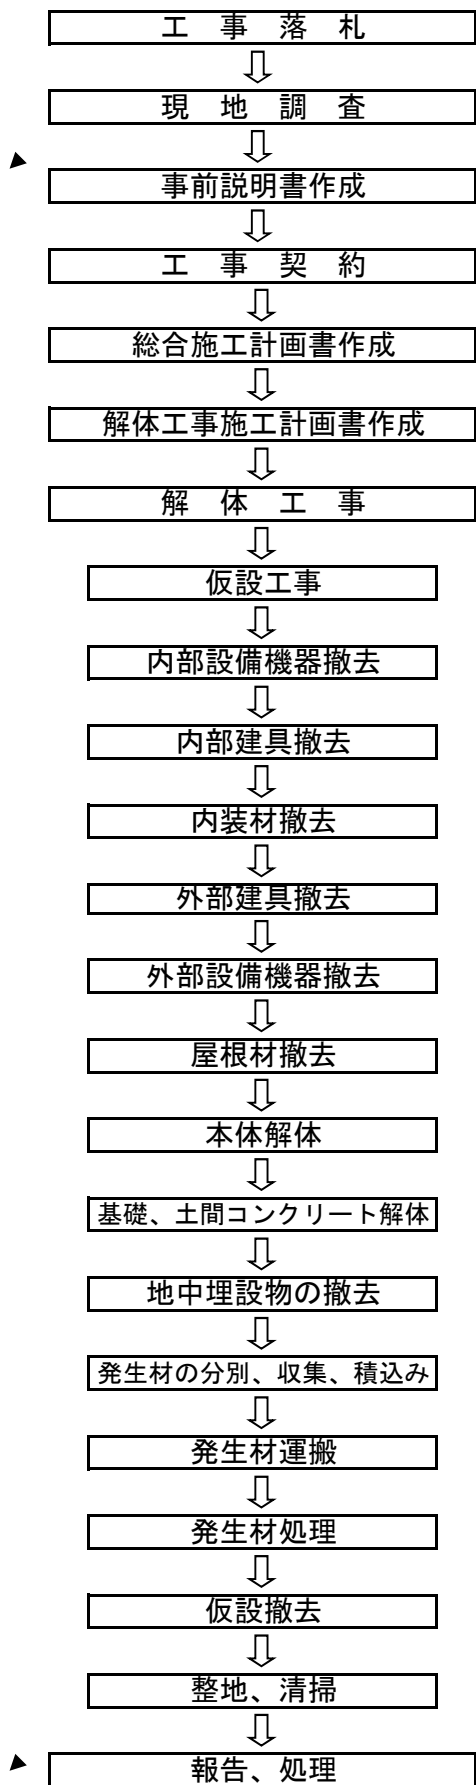 工　事　落　札
現　地　調　査
事前説明書作成
工　事　契　約
総合施工計画書作成
解体工事施工計画書作成
解　体　工　事
仮設工事
内部設備機器撤去
内部建具撤去
内装材撤去
外部建具撤去
外部設備機器撤去
屋根材撤去
本体解体
基礎、土間コンクリート解体
地中埋設物の撤去
発生材の分別、収集、積込み
発生材運搬
発生材処理
仮設撤去
整地、清掃
報告、処理